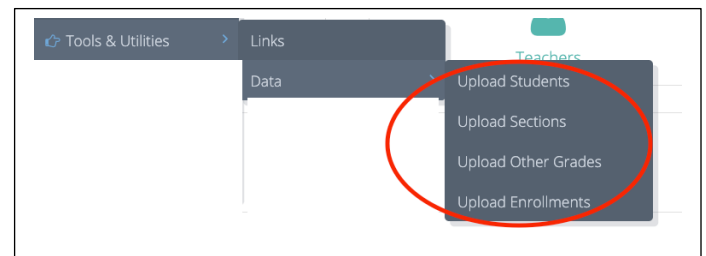 Tools & Utilities
Links
Teachers
Data
Upload Students
Upload Sections
Upload Other Grades
Upload Enrollments